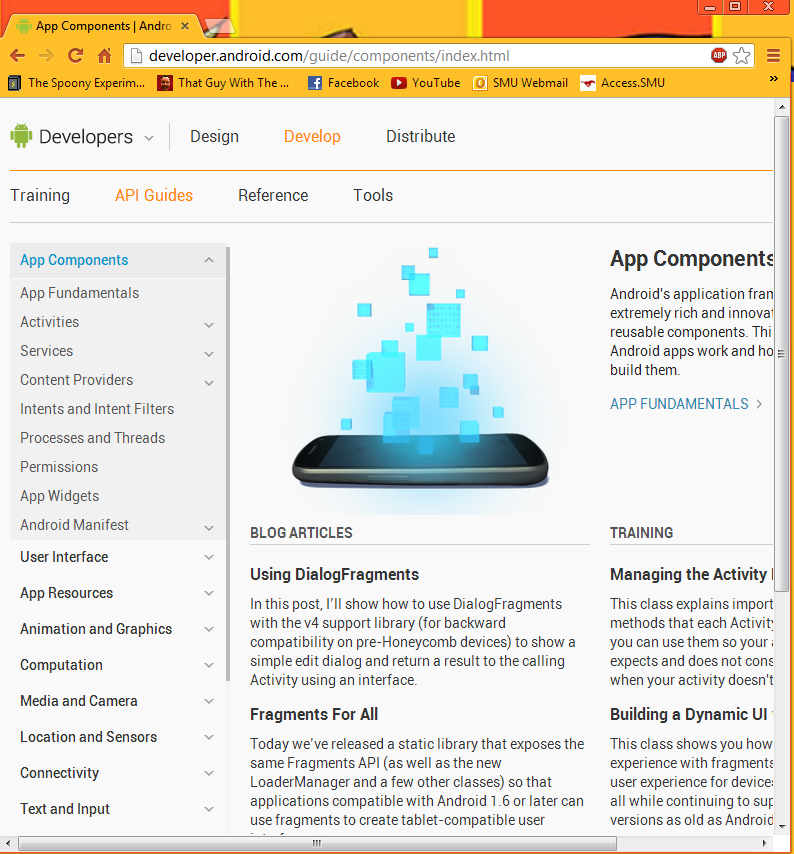 App Components | Andro
developer.android.com/guide/components/index.html
ABP
The Spoony Experim...
That Guy With The ...
Facebook
YouTube
SMU Webmail
Access.SMU
»
Developers
Design
Develop
Distribute
Training
API Guides
Reference
Tools
App Components
App Fundamentals
Activities
Services
Content Providers
Intents and Intent Filters
Processes and Threads
Permissions
App Widgets
Android Manifest
User Interface
App Resources
Animation and Graphics
Computation
Media and Camera
Location and Sensors
Connectivity
Text and Input
App Components
Android's application fram
extremely rich and innovat
reusable components. Thi
Android apps work and ho
build them.
APP FUNDAMENTALS >
BLOG ARTICLES
Using DialogFragments
In this post, I'll show how to use DialogFragments
with the v4 support library (for backward
compatibility on pre-Honeycomb devices) to show a
simple edit dialog and return a result to the calling
Activity using an interface.
Fragments For All
Today we've released a static library that exposes the
same Fragments API (as well as the new
LoaderManager and a few other classes) so that
applications compatible with Android 1.6 or later can
use fragments to create tablet-compatible user
TRAINING
Managing the Activity
This class explains import
methods that each Activity
you can use them so your
expects and does not cons
when your activity doesn't
Building a Dynamic UI
This class shows you how
experience with fragments
user experience for devices
all while continuing to sup
versions as old as Android